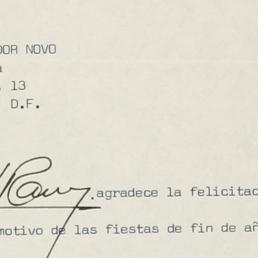 DOR NOVO
, 13
D.F.
agradece la felicitac
motivo de las fiestas de fin de añ